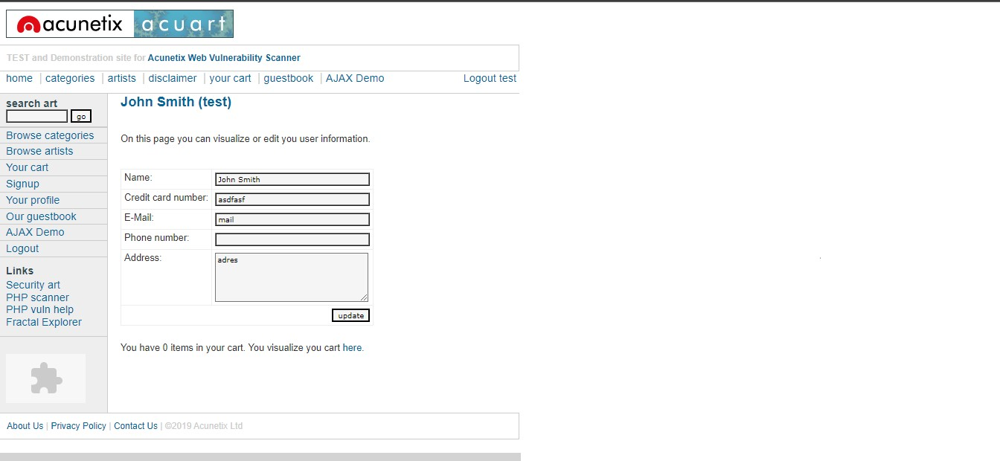 acunetix acuart
TEST and Demonstration site for Acunetix Web Vulnerability Scanner
home | categories | artists | disclaimer | your cart | guestbook | AJAX Demo Logout test
search art
go
Browse categories
Browse artists
Your cart
Signup
Your profile
Our guestbook
AJAX Demo
Logout
Links
Security art
PHP scanner
PHP vuln help
Fractal Explorer
John Smith (test)
On this page you can visualize or edit you user information.
Name: John Smith
Credit card number: asdfasf
E-Mail: mail
Phone number:
Address: adres
update
You have 0 items in your cart. You visualize you cart here.
About Us | Privacy Policy | Contact Us | ©2019 Acunetix Ltd